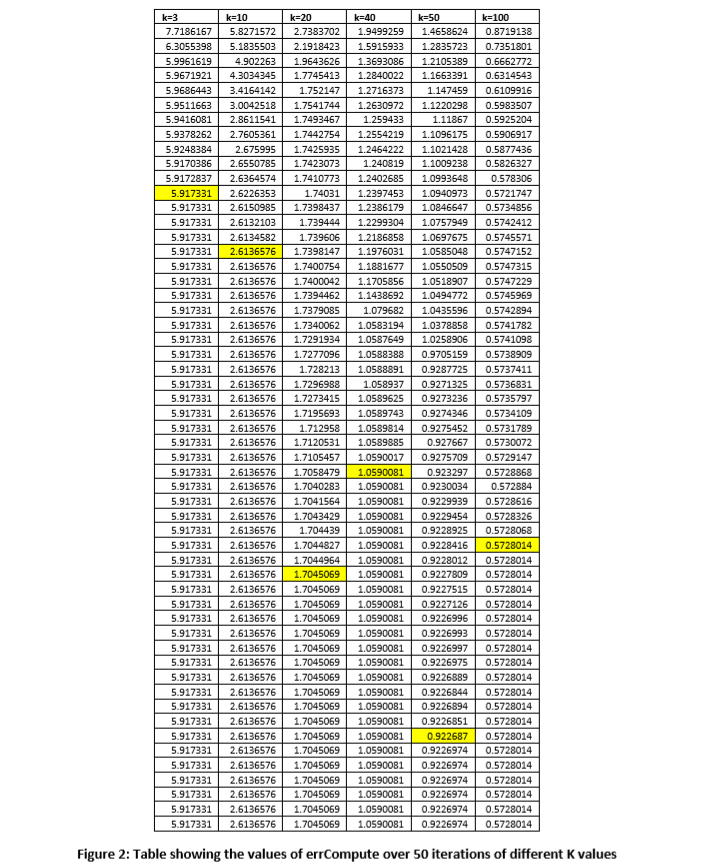 k=3 k=10 k=20 k=40 k=50 k=100
7.7186167 5.8271572 2.7383702 1.9499259 1.4658624 0.8719138
6.3055398 5.1835503 2.1918423 1.5915933 1.2835723 0.7351801
5.9961619 4.902263 1.9643626 1.3693086 1.2105389 0.6662772
5.9671921 4.3034345 1.7745413 1.2840022 1.1663391 0.6314543
5.9686443 3.4164142 1.752147 1.2716373 1.147459 0.6109916
5.9511663 3.0042518 1.7541744 1.2630972 1.1220298 0.5983507
5.9416081 2.8611541 1.7493467 1.259433 1.11867 0.5925204
5.9378262 2.7605361 1.7442754 1.2554219 1.1096175 0.5906917
5.9248384 2.675995 1.7425935 1.2464222 1.1021428 0.5877436
5.9170386 2.6550785 1.7423073 1.240819 1.1009238 0.5826327
5.9172837 2.6364574 1.7410773 1.2402685 1.0993648 0.578306
5.917331 2.6226353 1.74031 1.2397453 1.0940973 0.5721747
5.917331 2.6150985 1.7398437 1.2386179 1.0846647 0.5734856
5.917331 2.6132103 1.739444 1.2299304 1.0757949 0.5742412
5.917331 2.6134582 1.739606 1.2186858 1.0697675 0.5745571
5.917331 2.6136576 1.7398147 1.1976031 1.0585048 0.5747152
5.917331 2.6136576 1.7400754 1.1881677 1.0550509 0.5747315
5.917331 2.6136576 1.7400042 1.1705856 1.0518907 0.5747229
5.917331 2.6136576 1.7394462 1.1438692 1.0494772 0.5745969
5.917331 2.6136576 1.7379085 1.079682 1.0435596 0.5742894
5.917331 2.6136576 1.7340062 1.0583194 1.0378858 0.5741782
5.917331 2.6136576 1.7291934 1.0587649 1.0258906 0.5741098
5.917331 2.6136576 1.7277096 1.0588388 0.9705159 0.5738909
5.917331 2.6136576 1.728213 1.0588891 0.9287725 0.5737411
5.917331 2.6136576 1.7296988 1.058937 0.9271325 0.5736831
5.917331 2.6136576 1.7273415 1.0589625 0.9273236 0.5735797
5.917331 2.6136576 1.7195693 1.0589743 0.9274346 0.5734109
5.917331 2.6136576 1.712958 1.0589814 0.9275452 0.5731789
5.917331 2.6136576 1.7120531 1.0589885 0.927667 0.5730072
5.917331 2.6136576 1.7105457 1.0590017 0.9275709 0.5729147
5.917331 2.6136576 1.7058479 1.0590081 0.923297 0.5728868
5.917331 2.6136576 1.7040283 1.0590081 0.9230034 0.572884
5.917331 2.6136576 1.7041564 1.0590081 0.9229939 0.5728616
5.917331 2.6136576 1.7043429 1.0590081 0.9229454 0.5728326
5.917331 2.6136576 1.704439 1.0590081 0.9228925 0.5728068
5.917331 2.6136576 1.7044827 1.0590081 0.9228416 0.5728014
5.917331 2.6136576 1.7044964 1.0590081 0.9228012 0.5728014
5.917331 2.6136576 1.7045069 1.0590081 0.9227809 0.5728014
5.917331 2.6136576 1.7045069 1.0590081 0.9227515 0.5728014
5.917331 2.6136576 1.7045069 1.0590081 0.9227126 0.5728014
5.917331 2.6136576 1.7045069 1.0590081 0.9226996 0.5728014
5.917331 2.6136576 1.7045069 1.0590081 0.9226993 0.5728014
5.917331 2.6136576 1.7045069 1.0590081 0.9226997 0.5728014
5.917331 2.6136576 1.7045069 1.0590081 0.9226975 0.5728014
5.917331 2.6136576 1.7045069 1.0590081 0.9226889 0.5728014
5.917331 2.6136576 1.7045069 1.0590081 0.9226844 0.5728014
5.917331 2.6136576 1.7045069 1.0590081 0.9226894 0.5728014
5.917331 2.6136576 1.7045069 1.0590081 0.9226851 0.5728014
5.917331 2.6136576 1.7045069 1.0590081 0.922687 0.5728014
5.917331 2.6136576 1.7045069 1.0590081 0.9226974 0.5728014
5.917331 2.6136576 1.7045069 1.0590081 0.9226974 0.5728014
5.917331 2.6136576 1.7045069 1.0590081 0.9226974 0.5728014
5.917331 2.6136576 1.7045069 1.0590081 0.9226974 0.5728014
5.917331 2.6136576 1.7045069 1.0590081 0.9226974 0.5728014
5.917331 2.6136576 1.7045069 1.0590081 0.9226974 0.5728014
Figure 2: Table showing the values of errCompute over 50 iterations of different K values